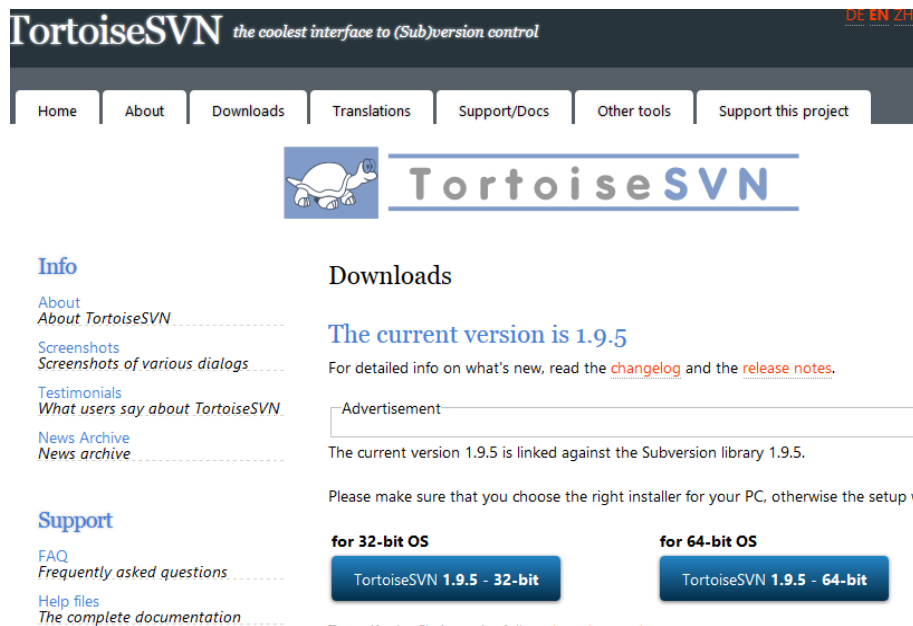 TortoiseSVN the coolest interface to (Sub)version control
DE EN ZH
Home About Downloads Translations Support/Docs Other tools Support this project
TortoiseSVN
Info
About
About TortoiseSVN
Screenshots
Screenshots of various dialogs
Testimonials
What users say about TortoiseSVN
News Archive
News archive
Support
FAQ
Frequently asked questions
Help files
The complete documentation
Downloads
The current version is 1.9.5
For detailed info on what's new, read the changelog and the release notes.
Advertisement
The current version 1.9.5 is linked against the Subversion library 1.9.5.
Please make sure that you choose the right installer for your PC, otherwise the setup
for 32-bit OS
TortoiseSVN 1.9.5 - 32-bit
for 64-bit OS
TortoiseSVN 1.9.5 - 64-bit